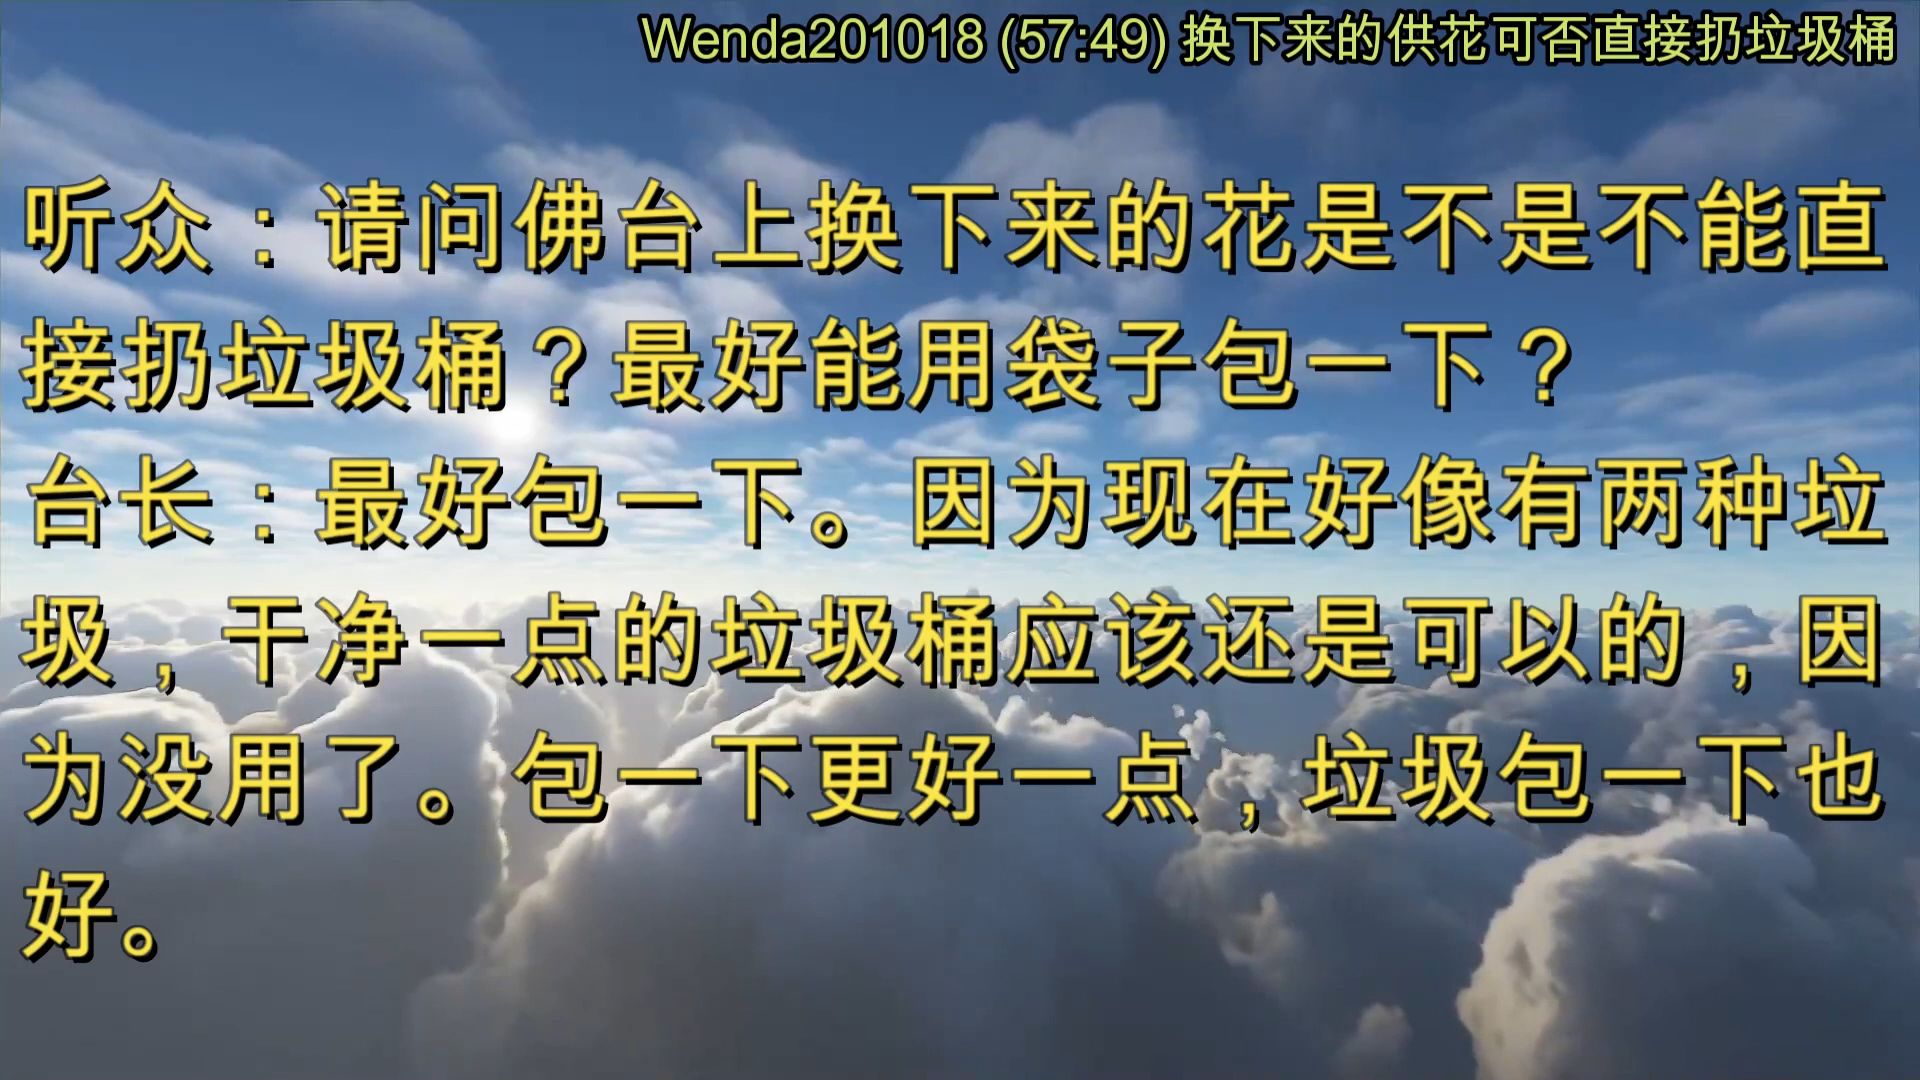 Wenda201018 (57:49) 换下来的供花可否直接扔垃圾桶
听众：请问佛台上换下来的花是不是不能直
接扔垃圾桶？最好能用袋子包一下？
台长：最好包一下。因为现在好像有两种垃
圾，干净一点的垃圾桶应该还是可以的，因
为没用了。包一下更好一点，垃圾包一下也
好。